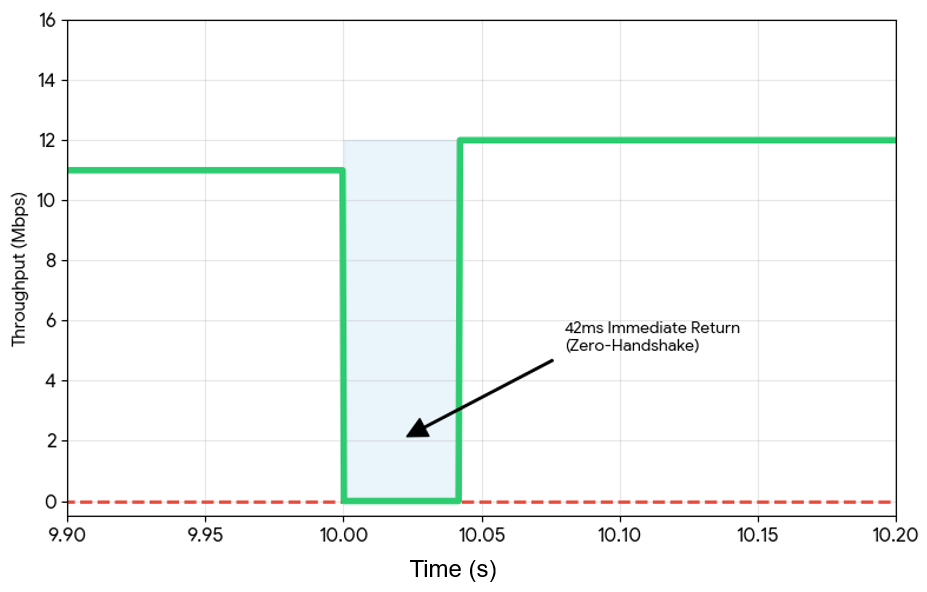 16
14
12
10
8
6
4
2
0
Throughput (Mbps)
42ms Immediate Return
(Zero-Handshake)
9.90 9.95 10.00 10.05 10.10 10.15 10.20
Time (s)